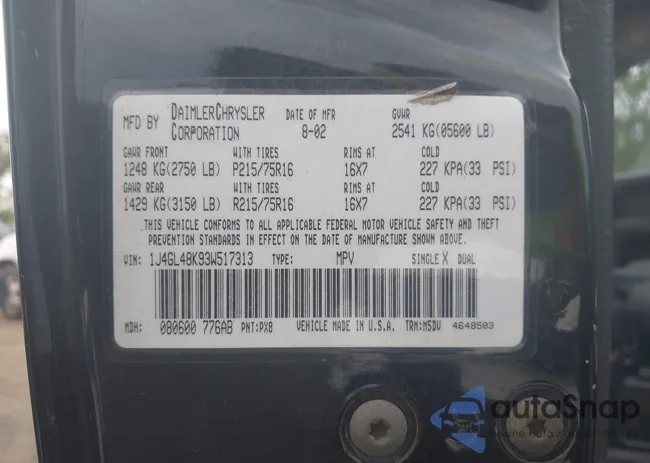 MFD BY DAIMLERCHRYSLER CORPORATION DATE OF MFR 8-02 GVWR 2541 KG(05600 LB)
GAWR FRONT WITH TIRES RIMS AT COLD
1248 KG(2750 LB) P215/75R16 16X7 227 KPA(33 PSI)
GAWR REAR WITH TIRES RIMS AT COLD
1429 KG(3150 LB) R215/75R16 16X7 227 KPA(33 PSI)
THIS VEHICLE CONFORMS TO ALL APPLICABLE FEDERAL MOTOR VEHICLE SAFETY AND THEFT
PREVENTION STANDARDS IN EFFECT ON THE DATE OF MANUFACTURE SHOWN ABOVE.
VIN: 1J4GL48K93W517313 TYPE: MPV SINGLE X DUAL
MDH: 080600 776AB PNT:PX8 VEHICLE MADE IN U.S.A. TRM:M5DV 4648503
autoSnap